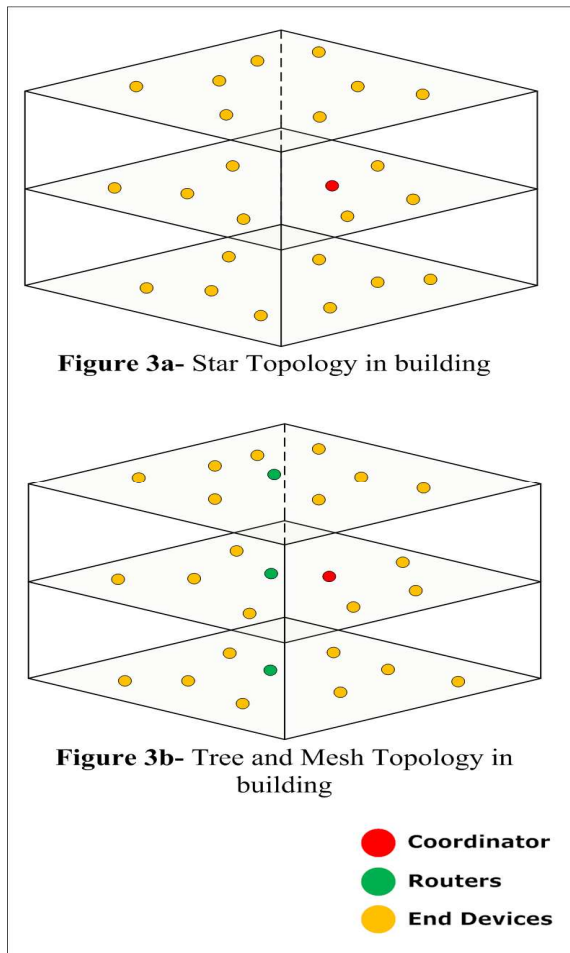 Figure 3a- Star Topology in building
Figure 3b- Tree and Mesh Topology in
building
Coordinator
Routers
End Devices